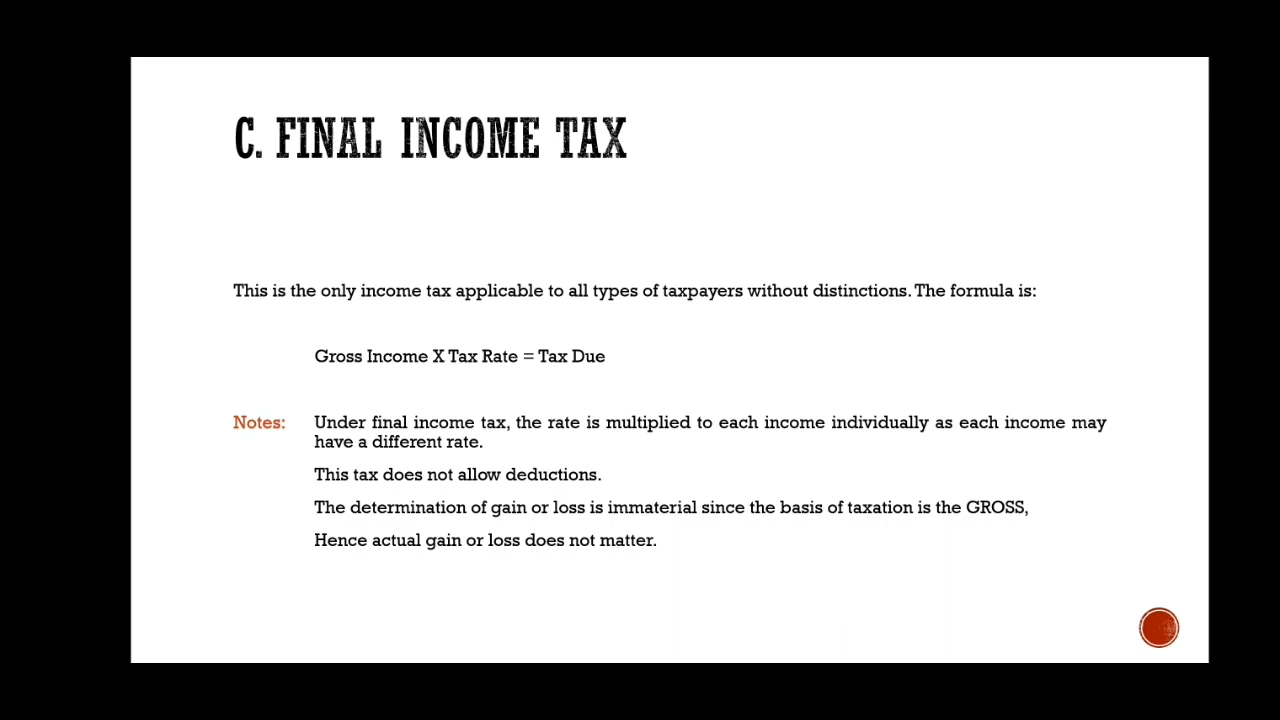 C. FINAL INCOME TAX
This is the only income tax applicable to all types of taxpayers without distinctions. The formula is:
Gross Income X Tax Rate = Tax Due
Notes: Under final income tax, the rate is multiplied to each income individually as each income may
have a different rate.
This tax does not allow deductions.
The determination of gain or loss is immaterial since the basis of taxation is the GROSS,
Hence actual gain or loss does not matter.